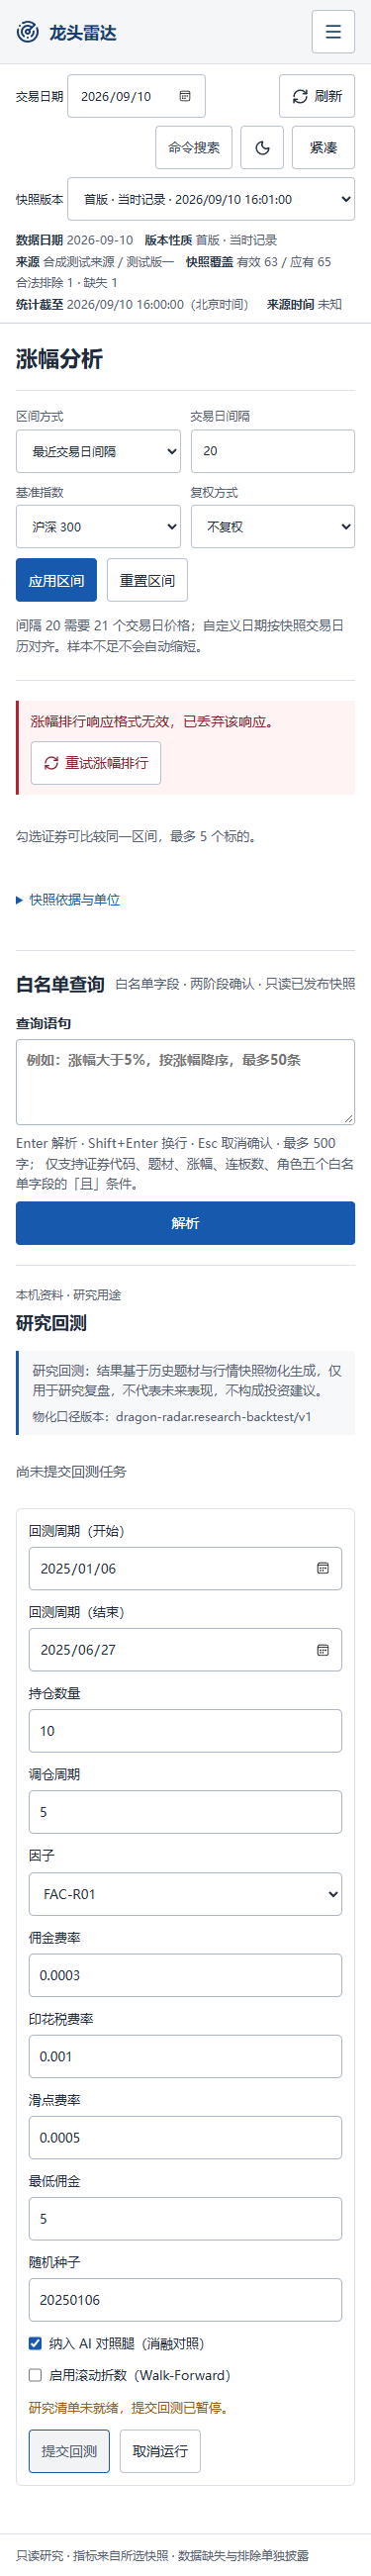 龙头雷达
交易日期 2026/09/10 刷新
命令搜索 紧凑
快照版本 首版 · 当时记录 · 2026/09/10 16:01:00
数据日期 2026-09-10 版本性质 首版 · 当时记录
来源 合成测试来源 / 测试版一 快照覆盖 有效 63 / 应有 65
合法排除 1 · 缺失 1
统计截至 2026/09/10 16:00:00（北京时间） 来源时间 未知
涨幅分析
区间方式 交易日间隔
最近交易日间隔 20
基准指数 复权方式
沪深 300 不复权
应用区间 重置区间
间隔 20 需要 21 个交易日价格；自定义日期按快照交易日
历对齐。样本不足不会自动缩短。
涨幅排行响应格式无效，已丢弃该响应。
重试涨幅排行
勾选证券可比较同一区间，最多 5 个标的。
快照依据与单位
白名单查询 白名单字段 · 两阶段确认 · 只读已发布快照
查询语句
例如：涨幅大于5%，按涨幅降序，最多50条
Enter 解析 · Shift+Enter 换行 · Esc 取消确认 · 最多 500
字； 仅支持证券代码、题材、涨幅、连板数、角色五个白名
单字段的「且」条件。
解析
本机资料 · 研究用途
研究回测
研究回测：结果基于历史题材与行情快照物化生成，仅
用于研究复盘，不代表未来表现，不构成投资建议。
物化口径版本：dragon-radar.research-backtest/v1
尚未提交回测任务
回测周期（开始）
2025/01/06
回测周期（结束）
2025/06/27
持仓数量
10
调仓周期
5
因子
FAC-R01
佣金费率
0.0003
印花税费率
0.001
滑点费率
0.0005
最低佣金
5
随机种子
20250106
纳入 AI 对照腿（消融对照）
启用滚动折数（Walk-Forward）
研究清单未就绪，提交回测已暂停。
提交回测 取消运行
只读研究 · 指标来自所选快照 · 数据缺失与排除单独披露